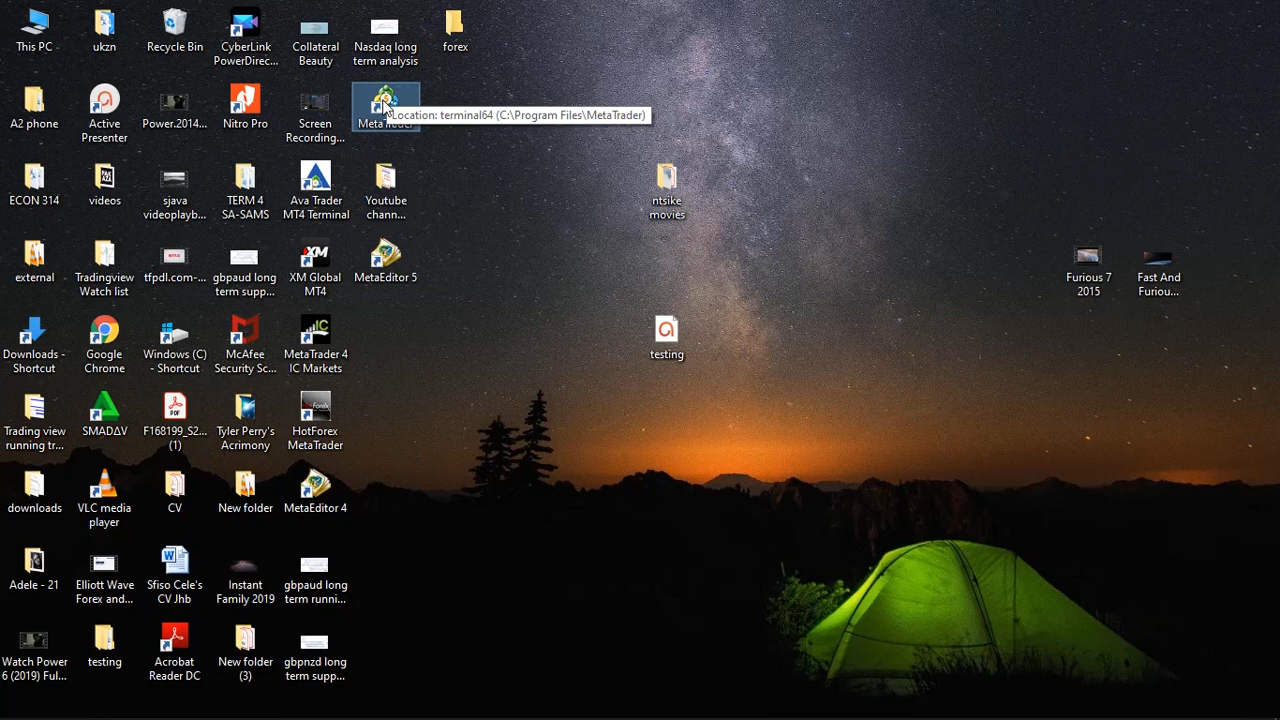 This PC
ukzn
Recycle Bin
CyberLink
PowerDirec...
Collateral
Beauty
Nasdaq long
term analysis
forex
A2 phone
Active
Presenter
Power.2014...
Nitro Pro
Screen
Recording...
MetaTrader
Location: terminal64 (C:\Program Files\MetaTrader)
ECON 314
videos
sjava
videoplayb...
TERM 4
SA-SAMS
Ava Trader
MT4 Terminal
Youtube
chann...
ntsike
movies
external
Tradingview
Watch list
tfpdl.com-...
gbpaud long
term supp...
XM
XM Global
MT4
MetaEditor 5
Furious 7
2015
Fast And
Furiou...
Downloads -
Shortcut
Google
Chrome
Windows (C)
- Shortcut
McAfee
Security Sc...
IC
MetaTrader 4
IC Markets
testing
Trading view
running tr...
SMADΔV
PDF
F168199_S2...
(1)
Tyler Perry's
Acrimony
Forex
HotForex
MetaTrader
downloads
VLC media
player
CV
New folder
MetaEditor 4
Adele - 21
Elliott Wave
Forex and...
Sfiso Cele's
CV Jhb
Instant
Family 2019
gbpaud long
term runni...
Watch Power
6 (2019) Ful...
testing
Acrobat
Reader DC
New folder
(3)
gbpnzd long
term supp...